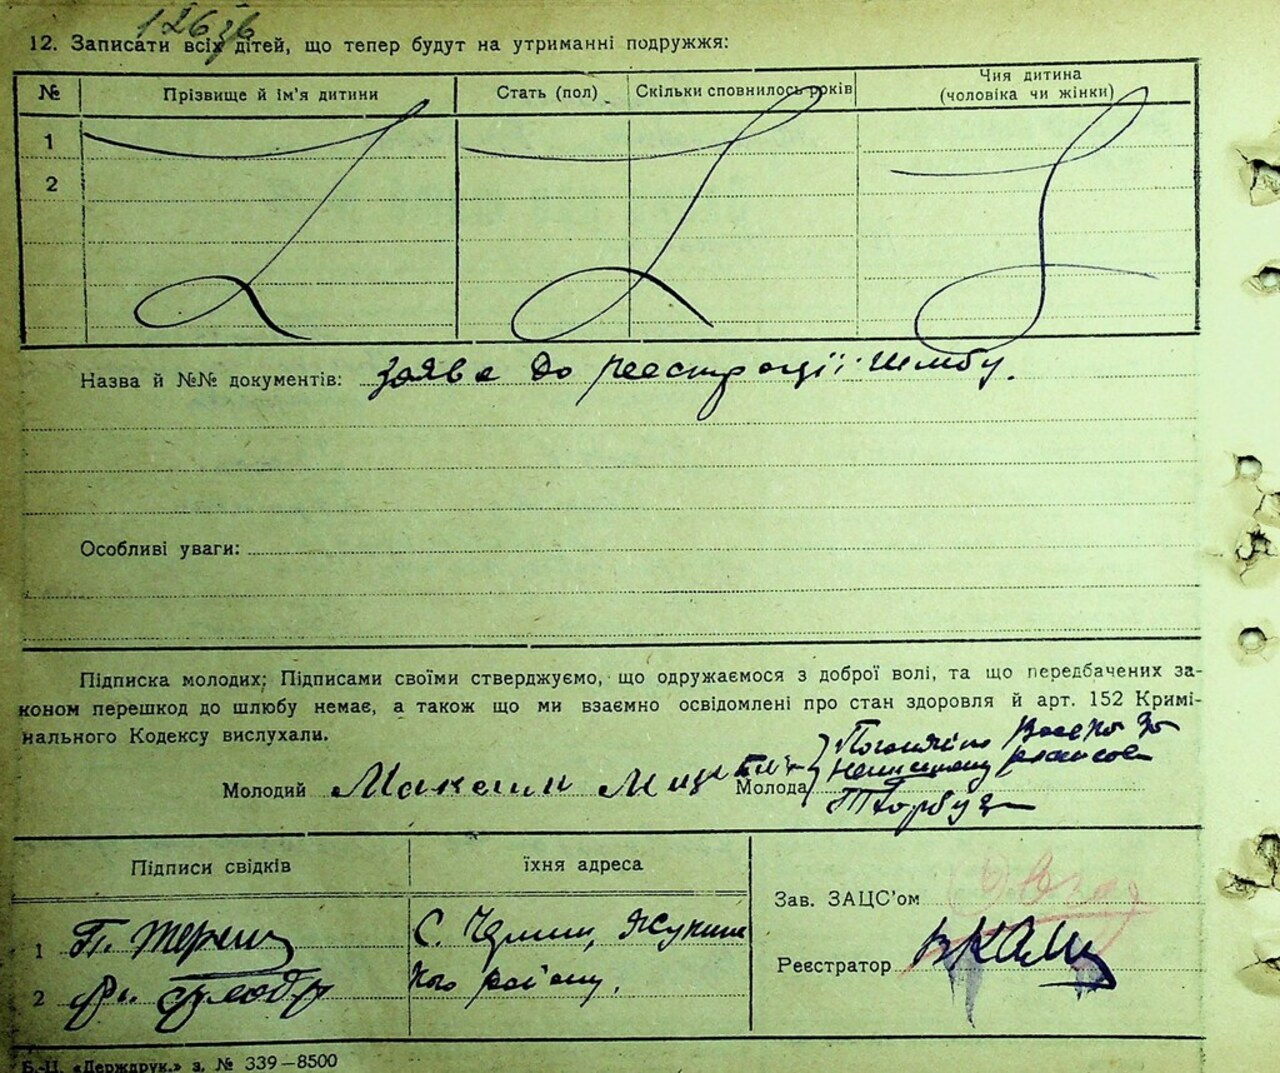 12. Записати всіх дітей, що тепер будут на утриманні подружжя:
№ Прізвище й ім'я дитини Стать (пол) Скільки сповнилось років Чия дитина (чоловіка чи жінки)
1
2
Назва й №№ документів: заява до реєстрації шлюбу.
Особливі уваги:
Підписка молодих: Підписами своїми стверджуємо, що одружаємося з доброї волі, та що передбачених за-
коном перешкод до шлюбу немає, а також що ми взаємно освідомлені про стан здоровля й арт. 152 Кримі-
нального Кодексу вислухали.
Молодий Максим Молода
Підписи свідків їхня адреса
Зав. ЗАЦС'ом
1 П. С.
Реєстратор
2 району.
Б.-Ц. «Держдрук.» з. № 339—8500